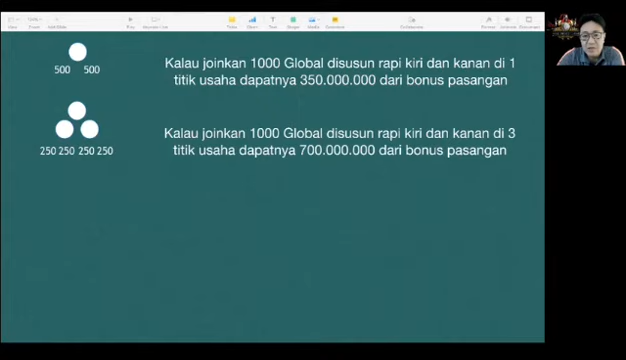 500 500
Kalau joinkan 1000 Global disusun rapi kiri dan kanan di 1
titik usaha dapatnya 350.000.000 dari bonus pasangan
Kalau joinkan 1000 Global disusun rapi kiri dan kanan di 3
titik usaha dapatnya 700.000.000 dari bonus pasangan
250 250 250 250